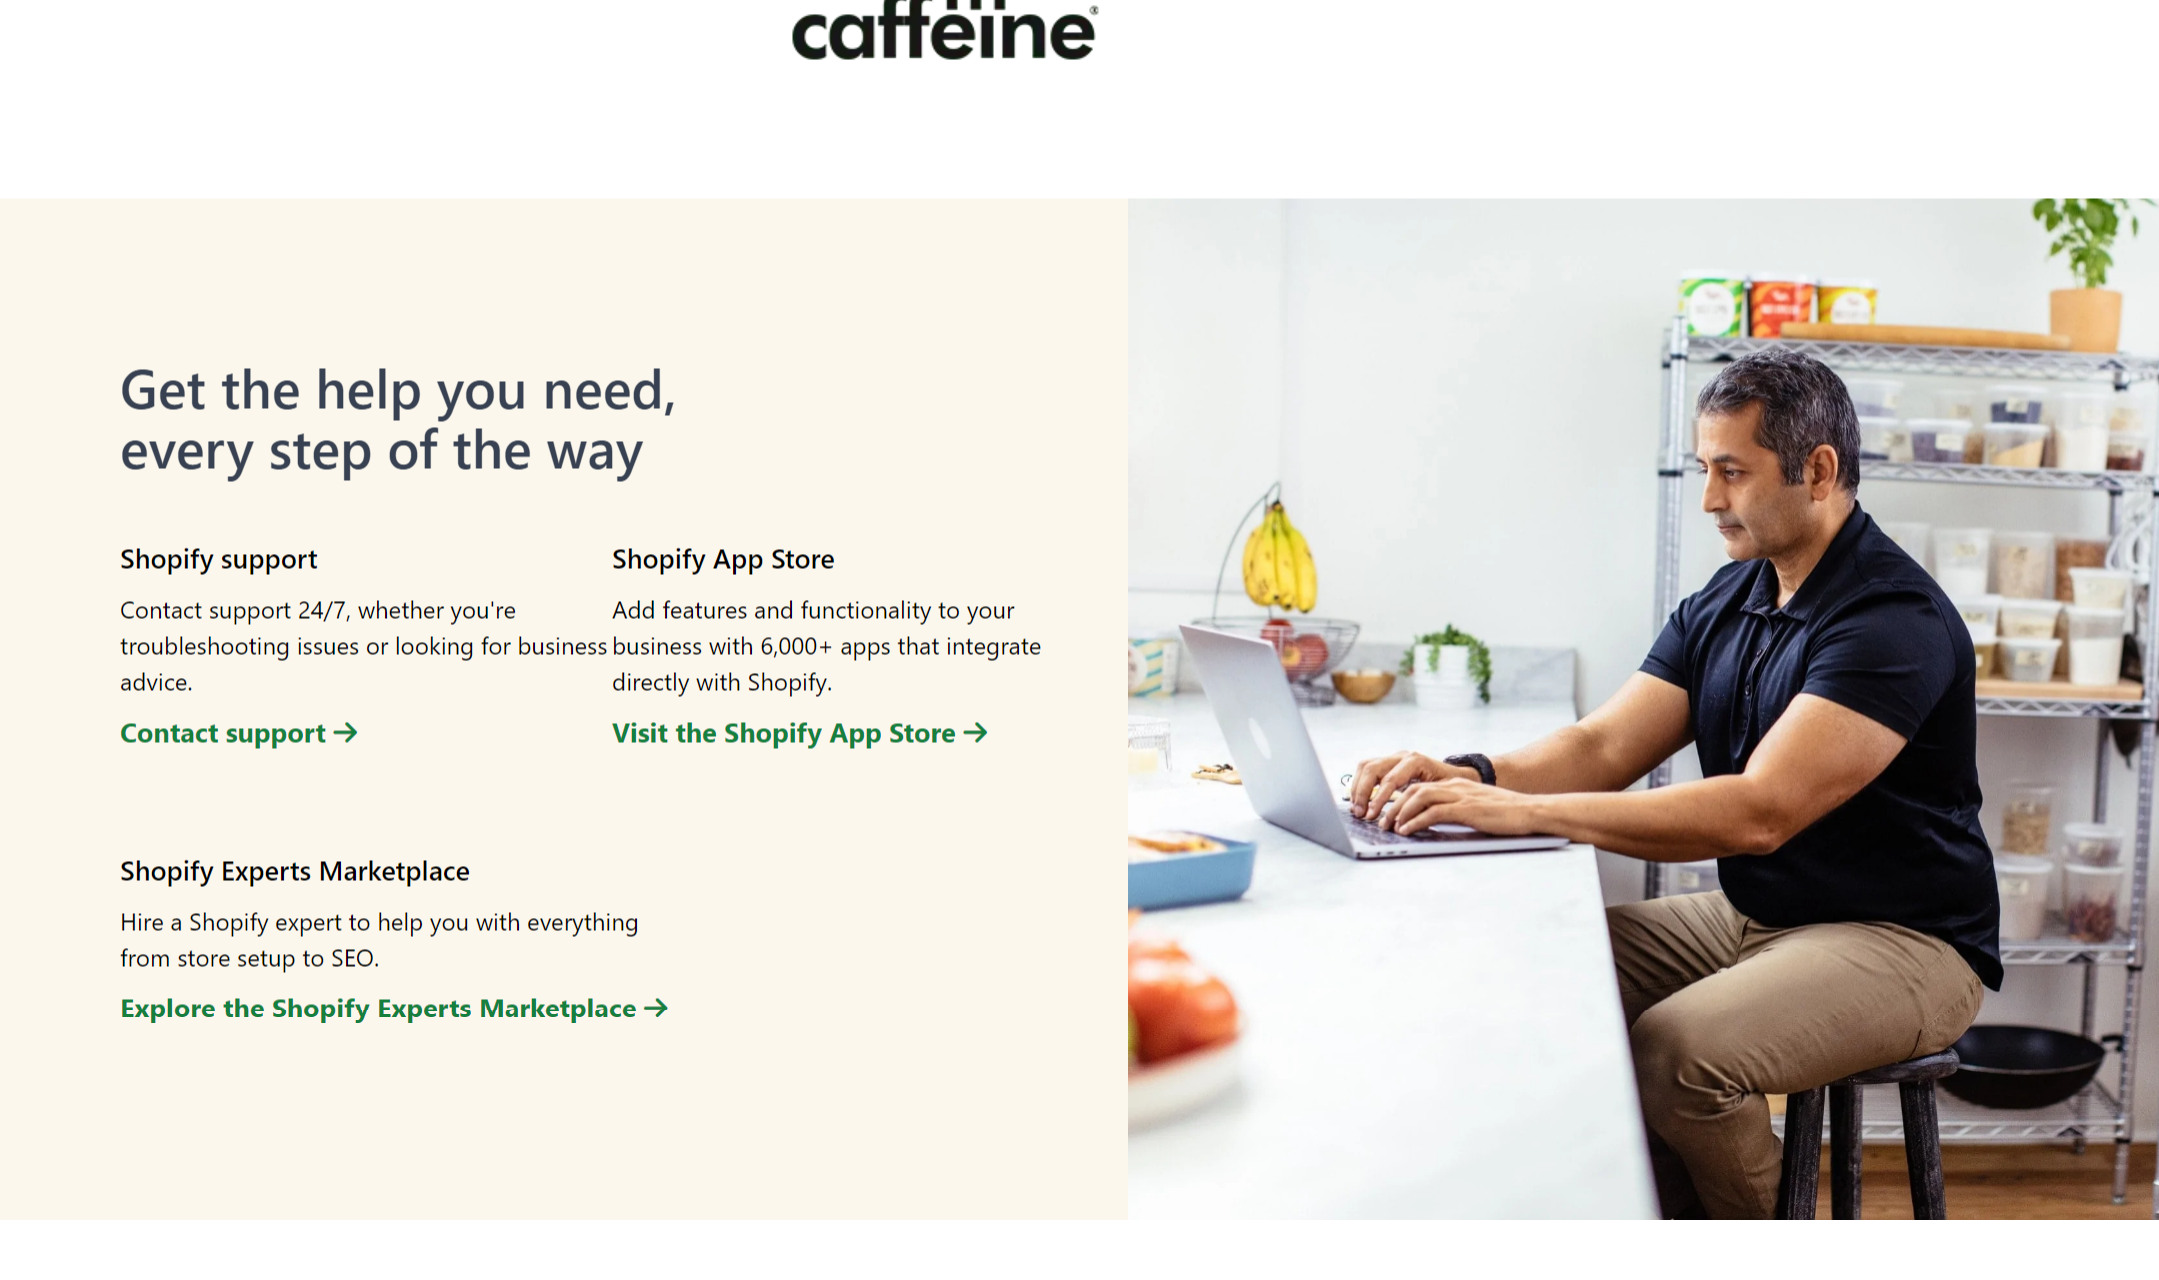 caffeine
Get the help you need,
every step of the way
Shopify support
Contact support 24/7, whether you're
troubleshooting issues or looking for business
advice.
Contact support →
Shopify App Store
Add features and functionality to your
business with 6,000+ apps that integrate
directly with Shopify.
Visit the Shopify App Store →
Shopify Experts Marketplace
Hire a Shopify expert to help you with everything
from store setup to SEO.
Explore the Shopify Experts Marketplace →